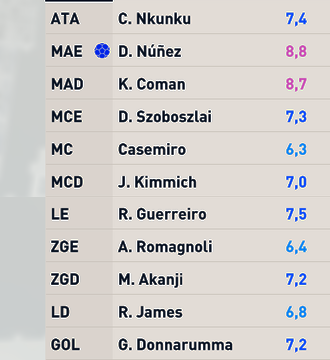 ATA C. Nkunku 7,4
MAE D. Núñez 8,8
MAD K. Coman 8,7
MCE D. Szoboszlai 7,3
MC Casemiro 6,3
MCD J. Kimmich 7,0
LE R. Guerreiro 7,5
ZGE A. Romagnoli 6,4
ZGD M. Akanji 7,2
LD R. James 6,8
GOL G. Donnarumma 7,2